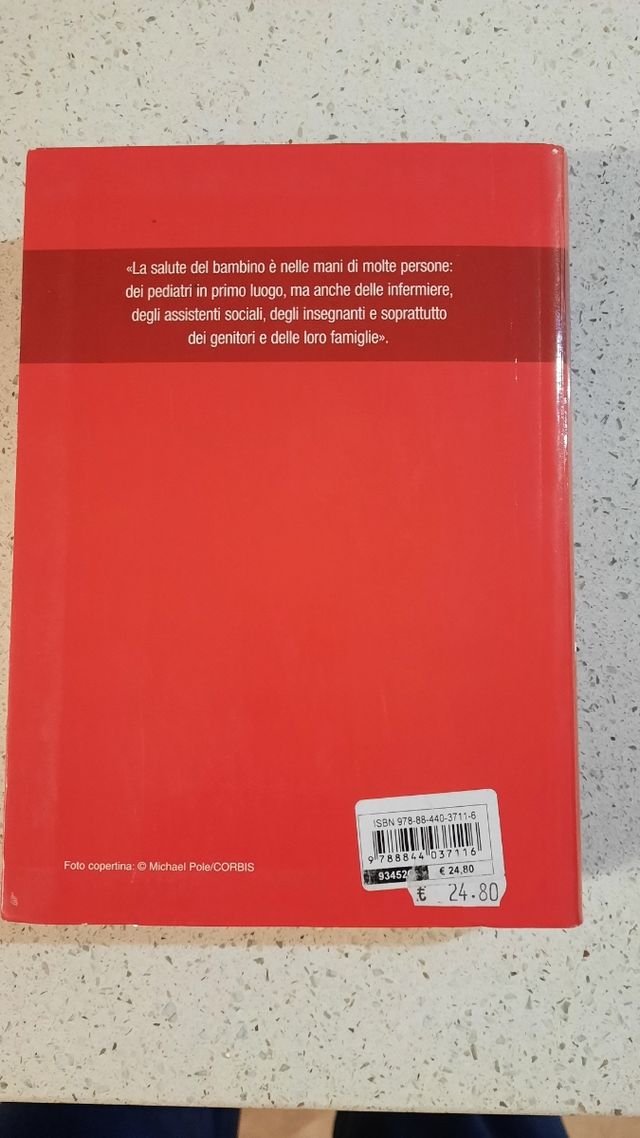 «La salute del bambino è nelle mani di molte persone:
dei pediatri in primo luogo, ma anche delle infermiere,
degli assistenti sociali, degli insegnanti e soprattutto
dei genitori e delle loro famiglie».
Foto copertina: © Michael Pole/CORBIS
ISBN 978-88-440-3711-6
9 788844 037116
€ 24,80
€ 24.80